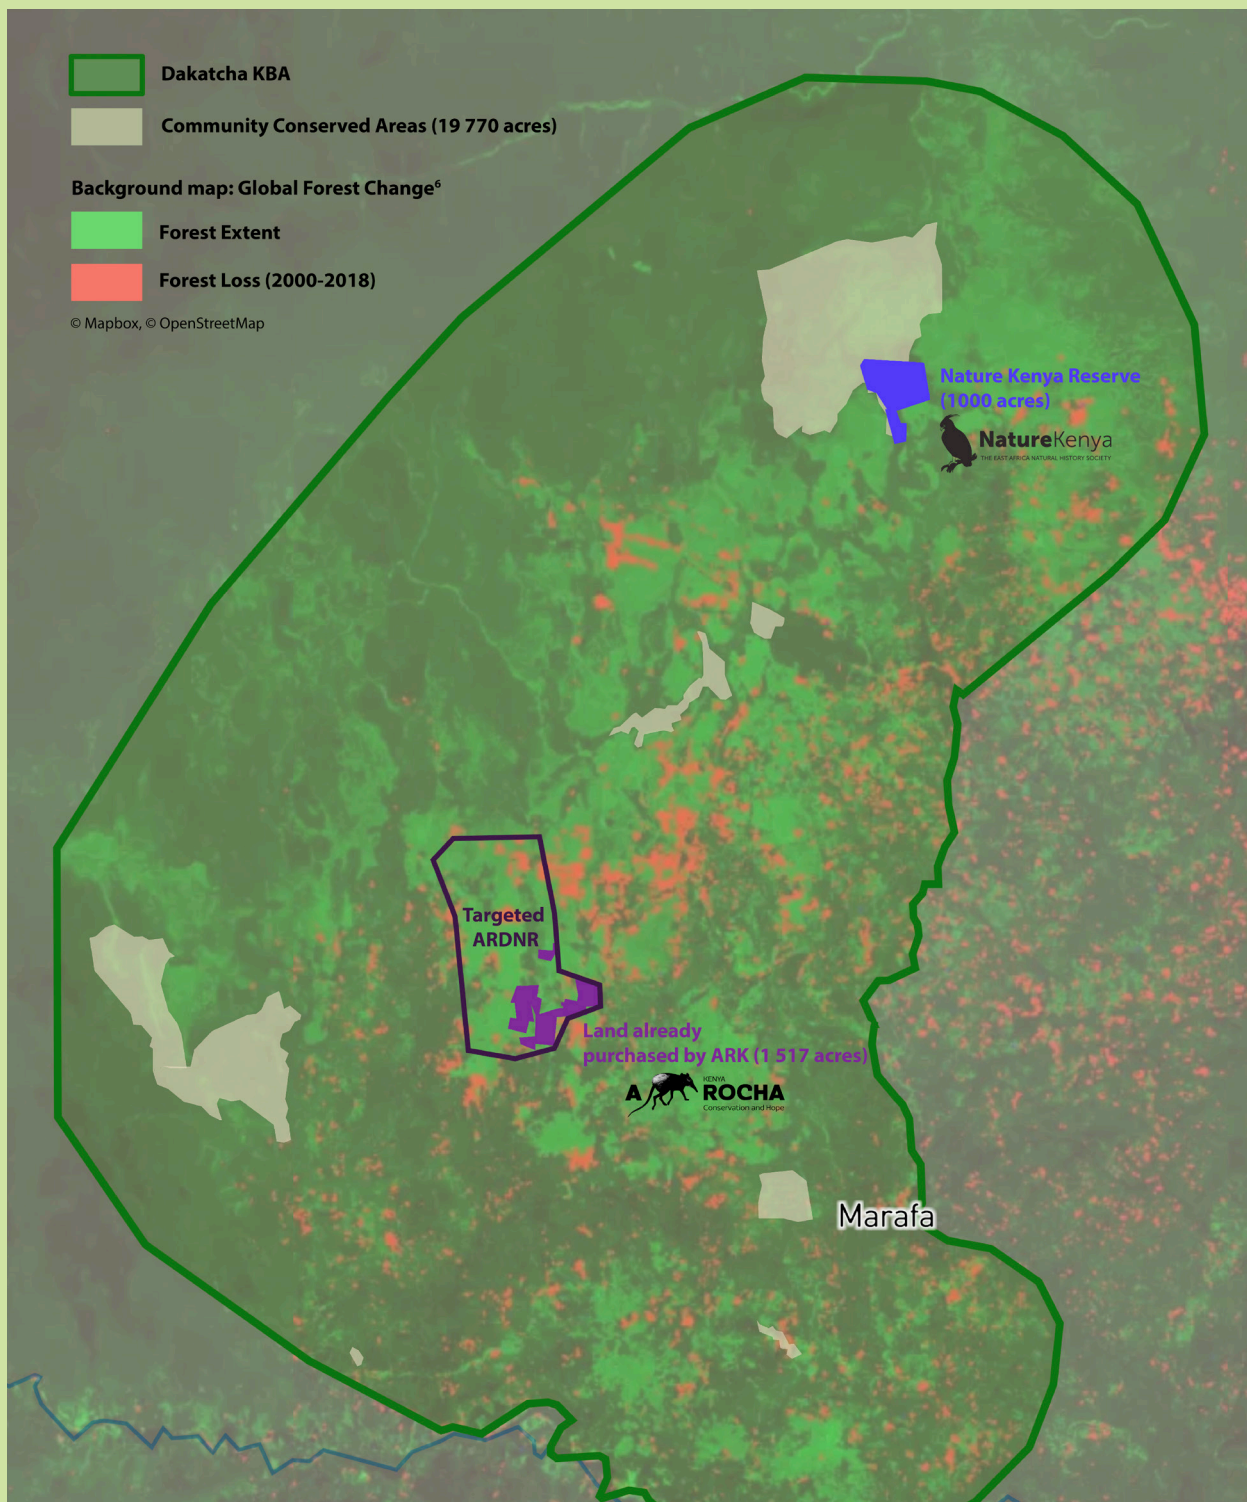 Dakatcha KBA
Community Conserved Areas (19 770 acres)
Background map: Global Forest Change⁶
Forest Extent
Forest Loss (2000-2018)
© Mapbox, © OpenStreetMap
Nature Kenya Reserve
(1000 acres)
NatureKenya
THE EAST AFRICA NATURAL HISTORY SOCIETY
Targeted
ARDNR
Land already
purchased by ARK (1 517 acres)
KENYA
A ROCHA
Conservation and Hope
Marafa